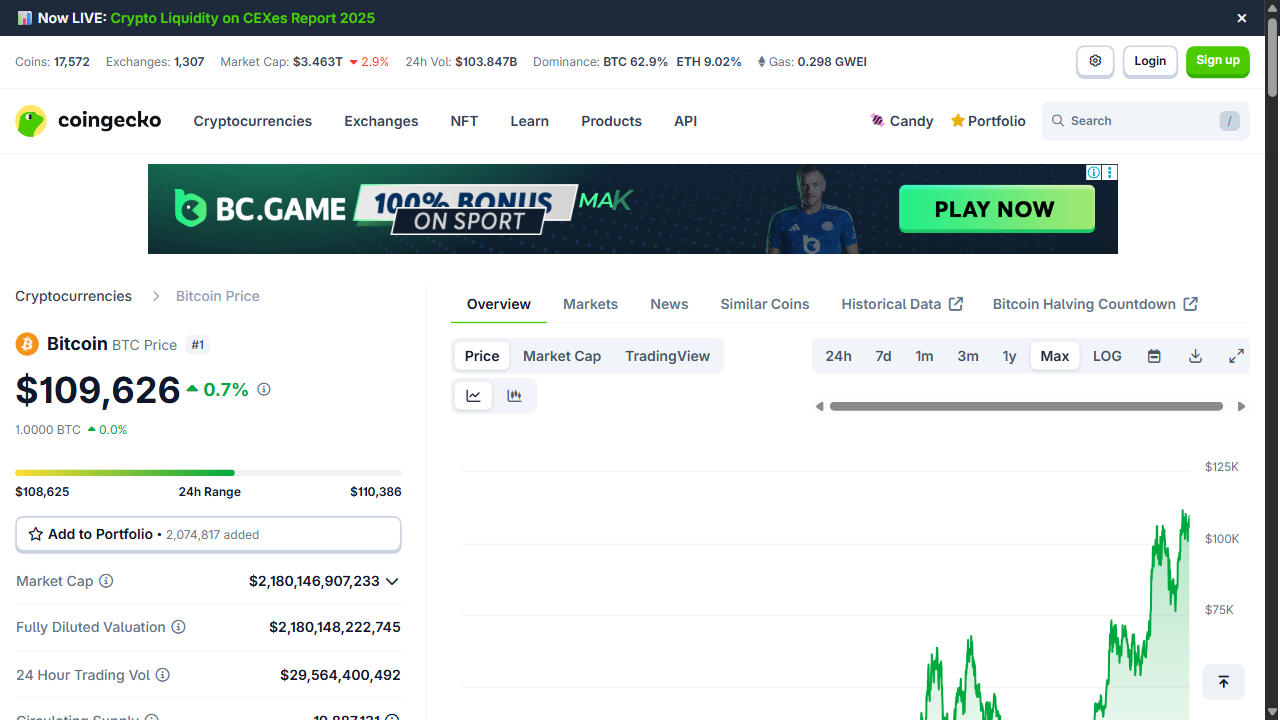 Now LIVE: Crypto Liquidity on CEXes Report 2025
Coins: 17,572 Exchanges: 1,307 Market Cap: $3.463T 2.9% 24h Vol: $103.847B Dominance: BTC 62.9% ETH 9.02% Gas: 0.298 GWEI
Login
Sign up
coingecko
Cryptocurrencies Exchanges NFT Learn Products API
Candy Portfolio
Search /
BC.GAME
100% BONUS
ON SPORT
PLAY NOW
Cryptocurrencies Bitcoin Price
Bitcoin BTC Price #1
$109,626 0.7%
1.0000 BTC 0.0%
$108,625 24h Range $110,386
Add to Portfolio • 2,074,817 added
Market Cap $2,180,146,907,233
Fully Diluted Valuation $2,180,148,222,745
24 Hour Trading Vol $29,564,400,492
Circulating Supply 19,887,131
Overview Markets News Similar Coins Historical Data Bitcoin Halving Countdown
Price Market Cap TradingView
24h 7d 1m 3m 1y Max LOG
$125K
$100K
$75K